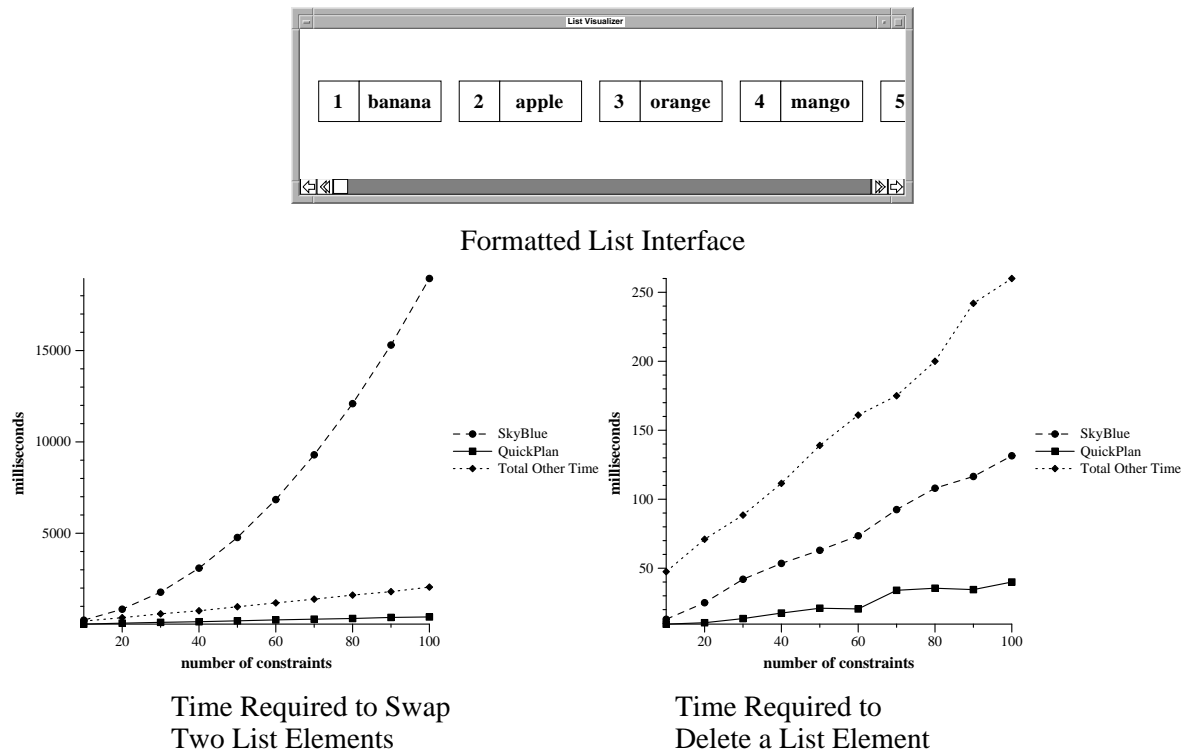 List Visualizer
1 banana 2 apple 3 orange 4 mango 5
Formatted List Interface
15000
10000
5000
milliseconds
20 40 60 80 100
number of constraints
SkyBlue
QuickPlan
Total Other Time
Time Required to Swap
Two List Elements
250
200
150
100
50
milliseconds
20 40 60 80 100
number of constraints
SkyBlue
QuickPlan
Total Other Time
Time Required to
Delete a List Element